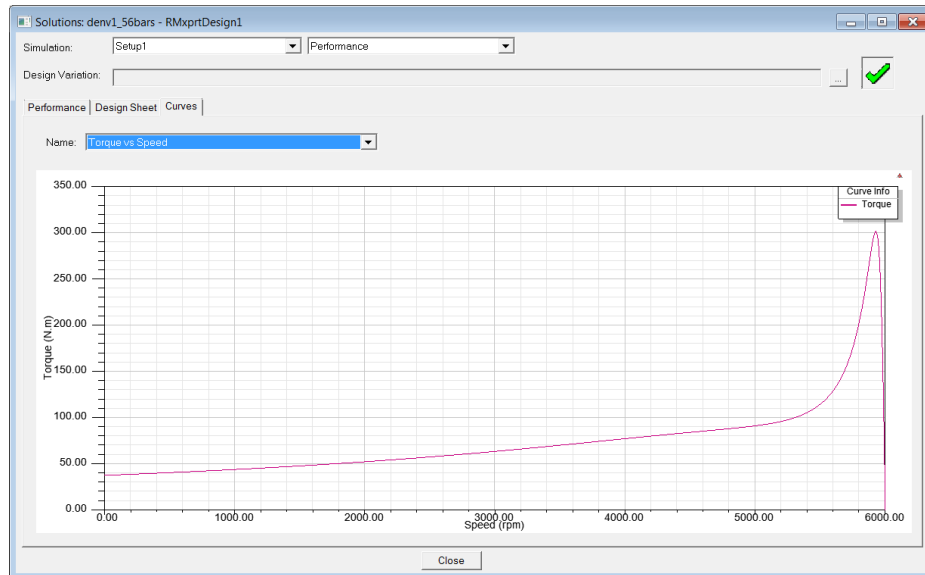 Solutions: denv1_56bars - RMxprtDesign1
Simulation: Setup1 Performance
Design Variation: ...
Performance Design Sheet Curves
Name: Torque vs Speed
Curve Info
Torque
350.00
300.00
250.00
200.00
150.00
100.00
50.00
0.00
Torque (N.m)
0.00 1000.00 2000.00 3000.00 4000.00 5000.00 6000.00
Speed (rpm)
Close